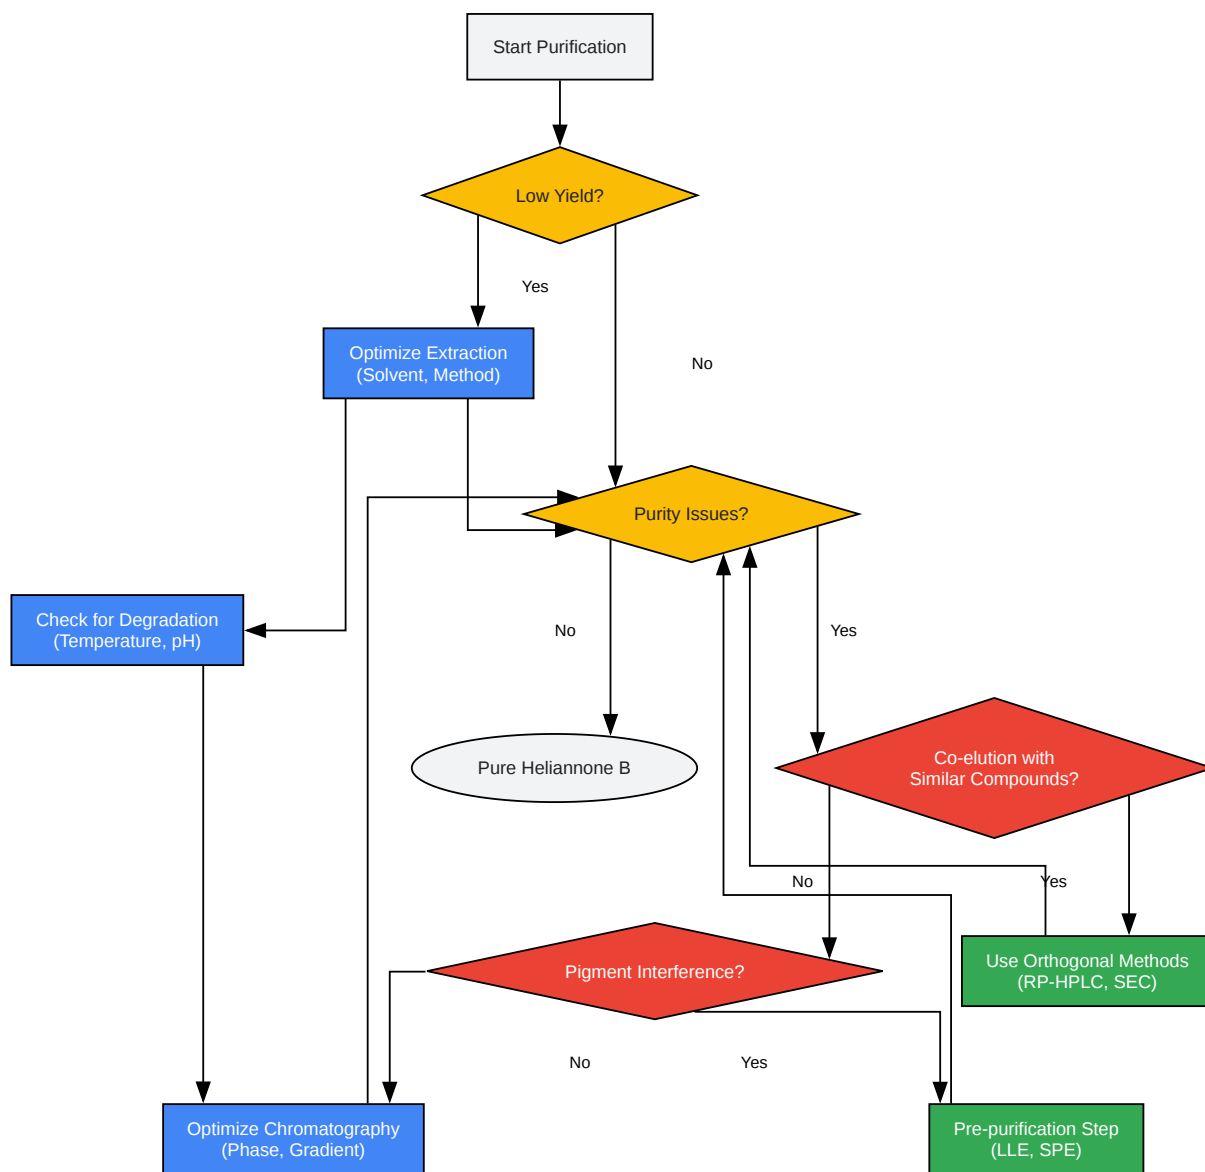 Start Purification
Low Yield?
Yes
Optimize Extraction
(Solvent, Method)
No
Purity Issues?
Check for Degradation
(Temperature, pH)
No
Yes
Pure Heliannone B
Co-elution with
Similar Compounds?
No
Yes
Pigment Interference?
Use Orthogonal Methods
(RP-HPLC, SEC)
No
Yes
Optimize Chromatography
(Phase, Gradient)
Pre-purification Step
(LLE, SPE)